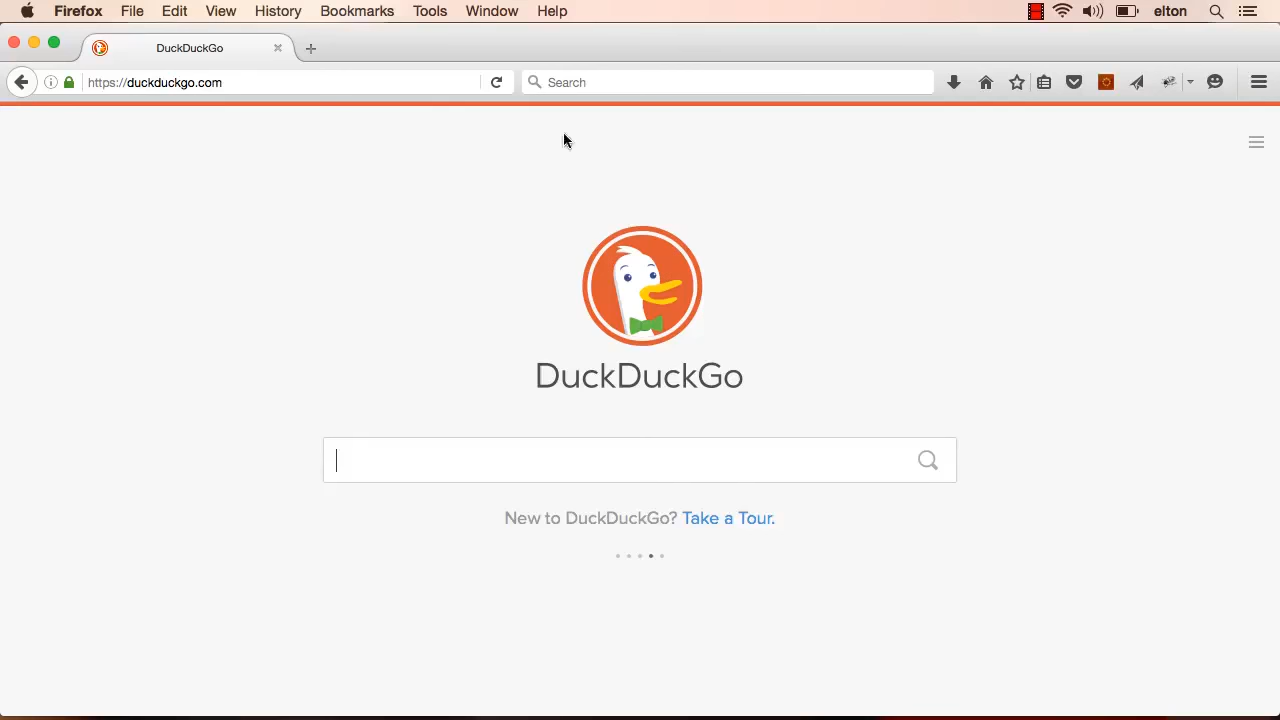 Firefox File Edit View History Bookmarks Tools Window Help elton
DuckDuckGo
https://duckduckgo.com Search
DuckDuckGo
New to DuckDuckGo? Take a Tour.